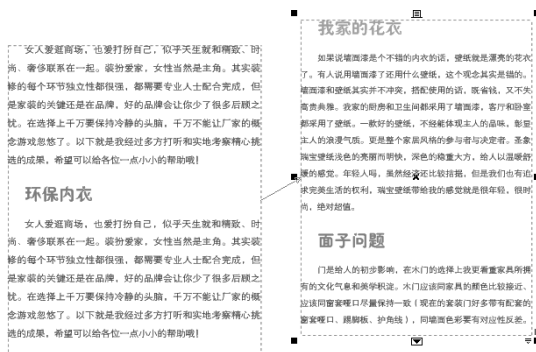 女人爱逛商场，也爱打扮自己，似乎天生就和精致、时
尚、奢侈联系在一起。装扮爱家，女性当然是主角。其实装
修的每个环节独立性都很强，都需要专业人士配合完成，但
是家装的关键还是在品牌，好的品牌会让你少了很多后顾之
忧。在选择上千万要保持冷静的头脑，千万不能让厂家的概
念游戏忽悠了。以下就是我经过多方打听和实地考察精心挑
选的成果，希望可以给各位一点小小的帮助哦！
环保内衣
女人爱逛商场，也爱打扮自己，似乎天生就和精致、时
尚、奢侈联系在一起。装扮爱家，女性当然是主角。其实装
修的每个环节独立性都很强，都需要专业人士配合完成，但
是家装的关键还是在品牌，好的品牌会让你少了很多后顾之
忧。在选择上千万要保持冷静的头脑，千万不能让厂家的概
念游戏忽悠了。以下就是我经过多方打听和实地考察精心挑
选的成果，希望可以给各位一点小小的帮助哦！
我家的花衣
如果说墙面漆是个不错的内衣的话，壁纸就是漂亮的花衣
了。有人说用墙面漆了还用什么壁纸，这个观念其实是错的。
墙面漆和壁纸其实并不冲突，搭配使用的话，既省钱，又不失
高贵典雅。我家的厨房和卫生间都采用了墙面漆，客厅和卧室
都采用了壁纸。一款好的壁纸，不经能体现主人的品味，彰显
主人的浪漫气质。更是整个家居风格的参与者与决定者。圣象
瑞宝壁纸浅色的亮丽而明快，深色的稳重大方，给人以温暖舒
缓的感觉。年轻人吗，虽然经济还比较拮据，但是我们也有追
求完美生活的权利，瑞宝壁纸带给我的感觉就是很年轻，很时
尚，绝对超值。
面子问题
门是给人的初步影响，在木门的选择上我更看重家具所拥
有的文化气息和美学积淀。木门应该同家具的颜色比较接近、
应该同窗套哑口尽量保持一致（现在的套装门好多带有配套的
窗套哑口、踢脚板、护角线），同墙面色彩要有对应性反差。